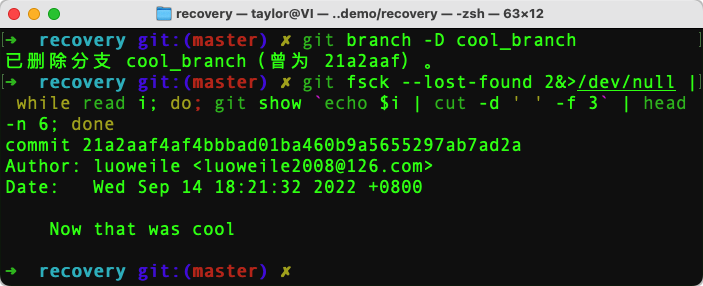 recovery — taylor@VI — ..demo/recovery — -zsh — 63×12
[➜  recovery git:(master) ✗ git branch -D cool_branch ]
已删除分支 cool_branch（曾为 21a2aaf）。
[➜  recovery git:(master) ✗ git fsck --lost-found 2&>/dev/null |]
 while read i; do; git show `echo $i | cut -d ' ' -f 3` | head
-n 6; done
commit 21a2aaf4af4bbbad01ba460b9a5655297ab7ad2a
Author: luoweile <luoweile2008@126.com>
Date:   Wed Sep 14 18:21:32 2022 +0800
    Now that was cool
➜  recovery git:(master) ✗